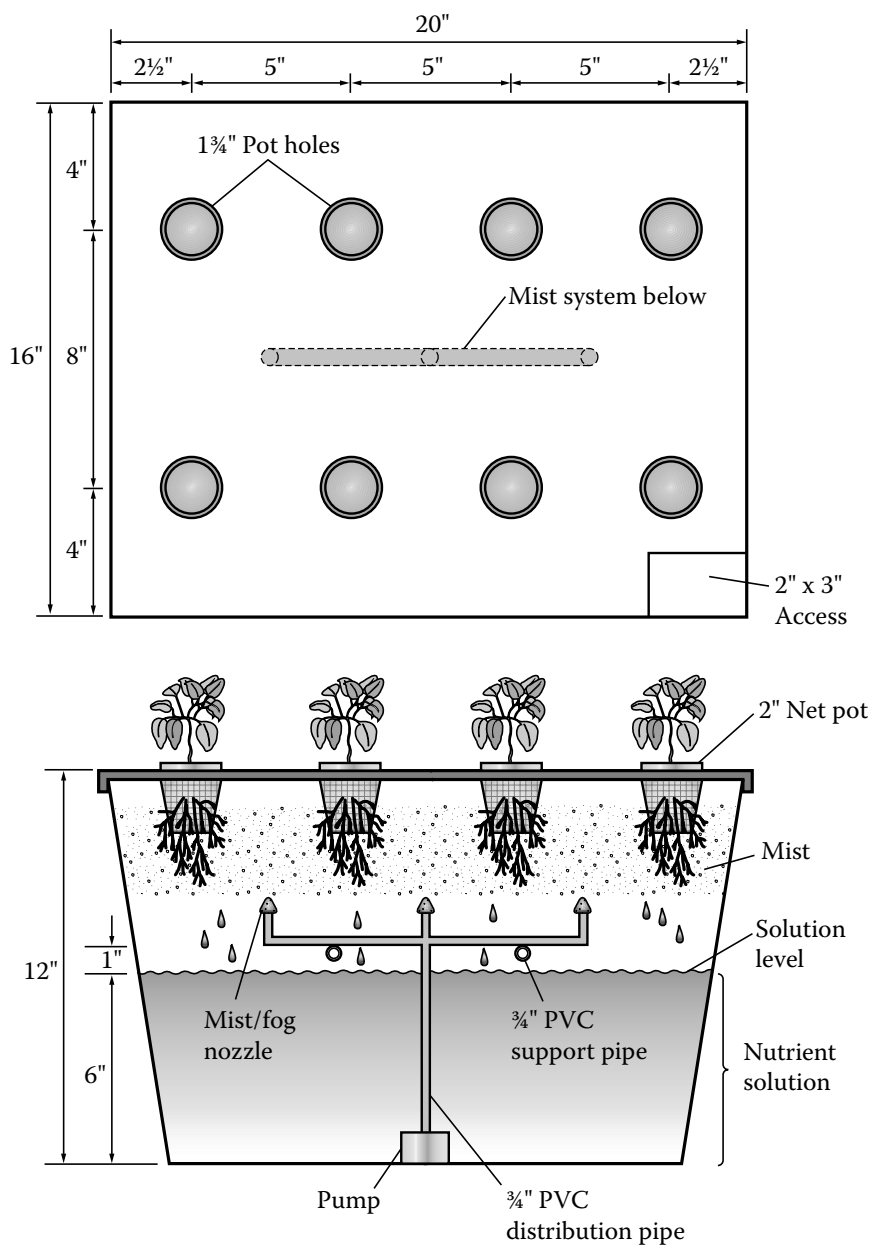 20"
2½"
5"
5"
5"
2½"
1¾" Pot holes
4"
Mist system below
16"
8"
4"
2" x 3"
Access
2" Net pot
Mist
Solution
level
1"
12"
Mist/fog
nozzle
¾" PVC
support pipe
Nutrient
solution
6"
Pump
¾" PVC
distribution pipe